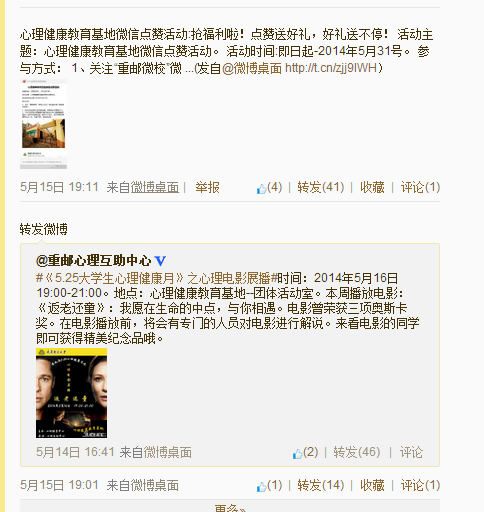 心理健康教育基地微信点赞活动:抢福利啦！点赞送好礼，好礼送不停！ 活动主
题：心理健康教育基地微信点赞活动。 活动时间:即日起-2014年5月31号。 参
与方式： 1、关注“重邮微校”微 ...(发自@微博桌面 http://t.cn/zjj9IWH）
5月15日 19:11 来自微博桌面 | 举报 (4) | 转发(41) | 收藏 | 评论(1)
转发微博
@重邮心理互助中心
#《5.25大学生心理健康月》之心理电影展播#时间：2014年5月16日
19:00-21:00。地点：心理健康教育基地--团体活动室。本周播放电影：
《返老还童》：我愿在生命的中点，与你相遇。电影曾荣获三项奥斯卡
奖。在电影播放前，将会有专门的人员对电影进行解说。来看电影的同学
即可获得精美纪念品哦。
返老还童
5月14日 16:41 来自微博桌面 (2) | 转发(46) | 评论
5月15日 19:01 来自微博桌面 (1) | 转发(14) | 收藏 | 评论(1)
更多»